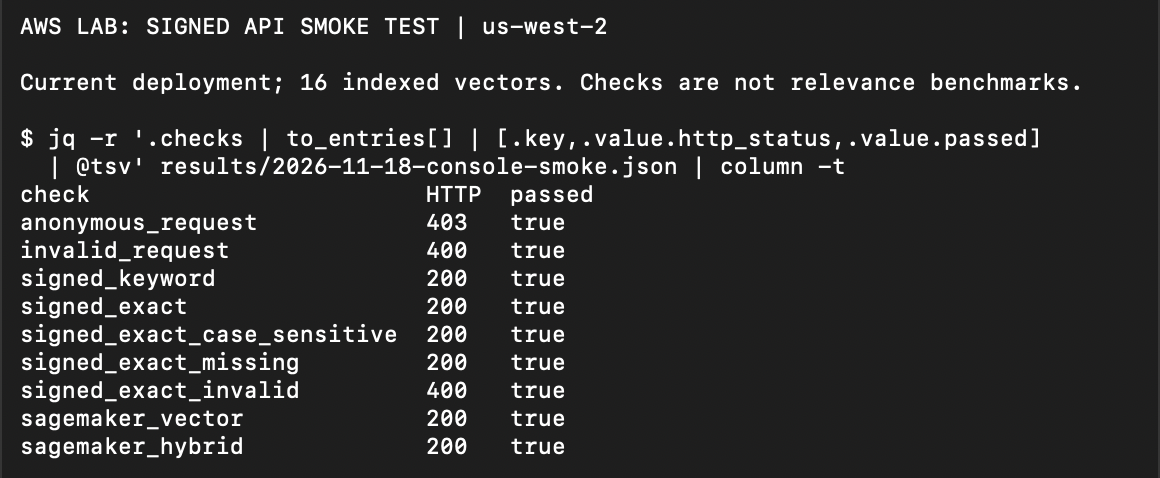 AWS LAB: SIGNED API SMOKE TEST | us-west-2
Current deployment; 16 indexed vectors. Checks are not relevance benchmarks.
$ jq -r '.checks | to_entries[] | [.key,.value.http_status,.value.passed]
  | @tsv' results/2026-11-18-console-smoke.json | column -t
check                        HTTP  passed
anonymous_request            403   true
invalid_request              400   true
signed_keyword               200   true
signed_exact                 200   true
signed_exact_case_sensitive  200   true
signed_exact_missing         200   true
signed_exact_invalid         400   true
sagemaker_vector             200   true
sagemaker_hybrid             200   true